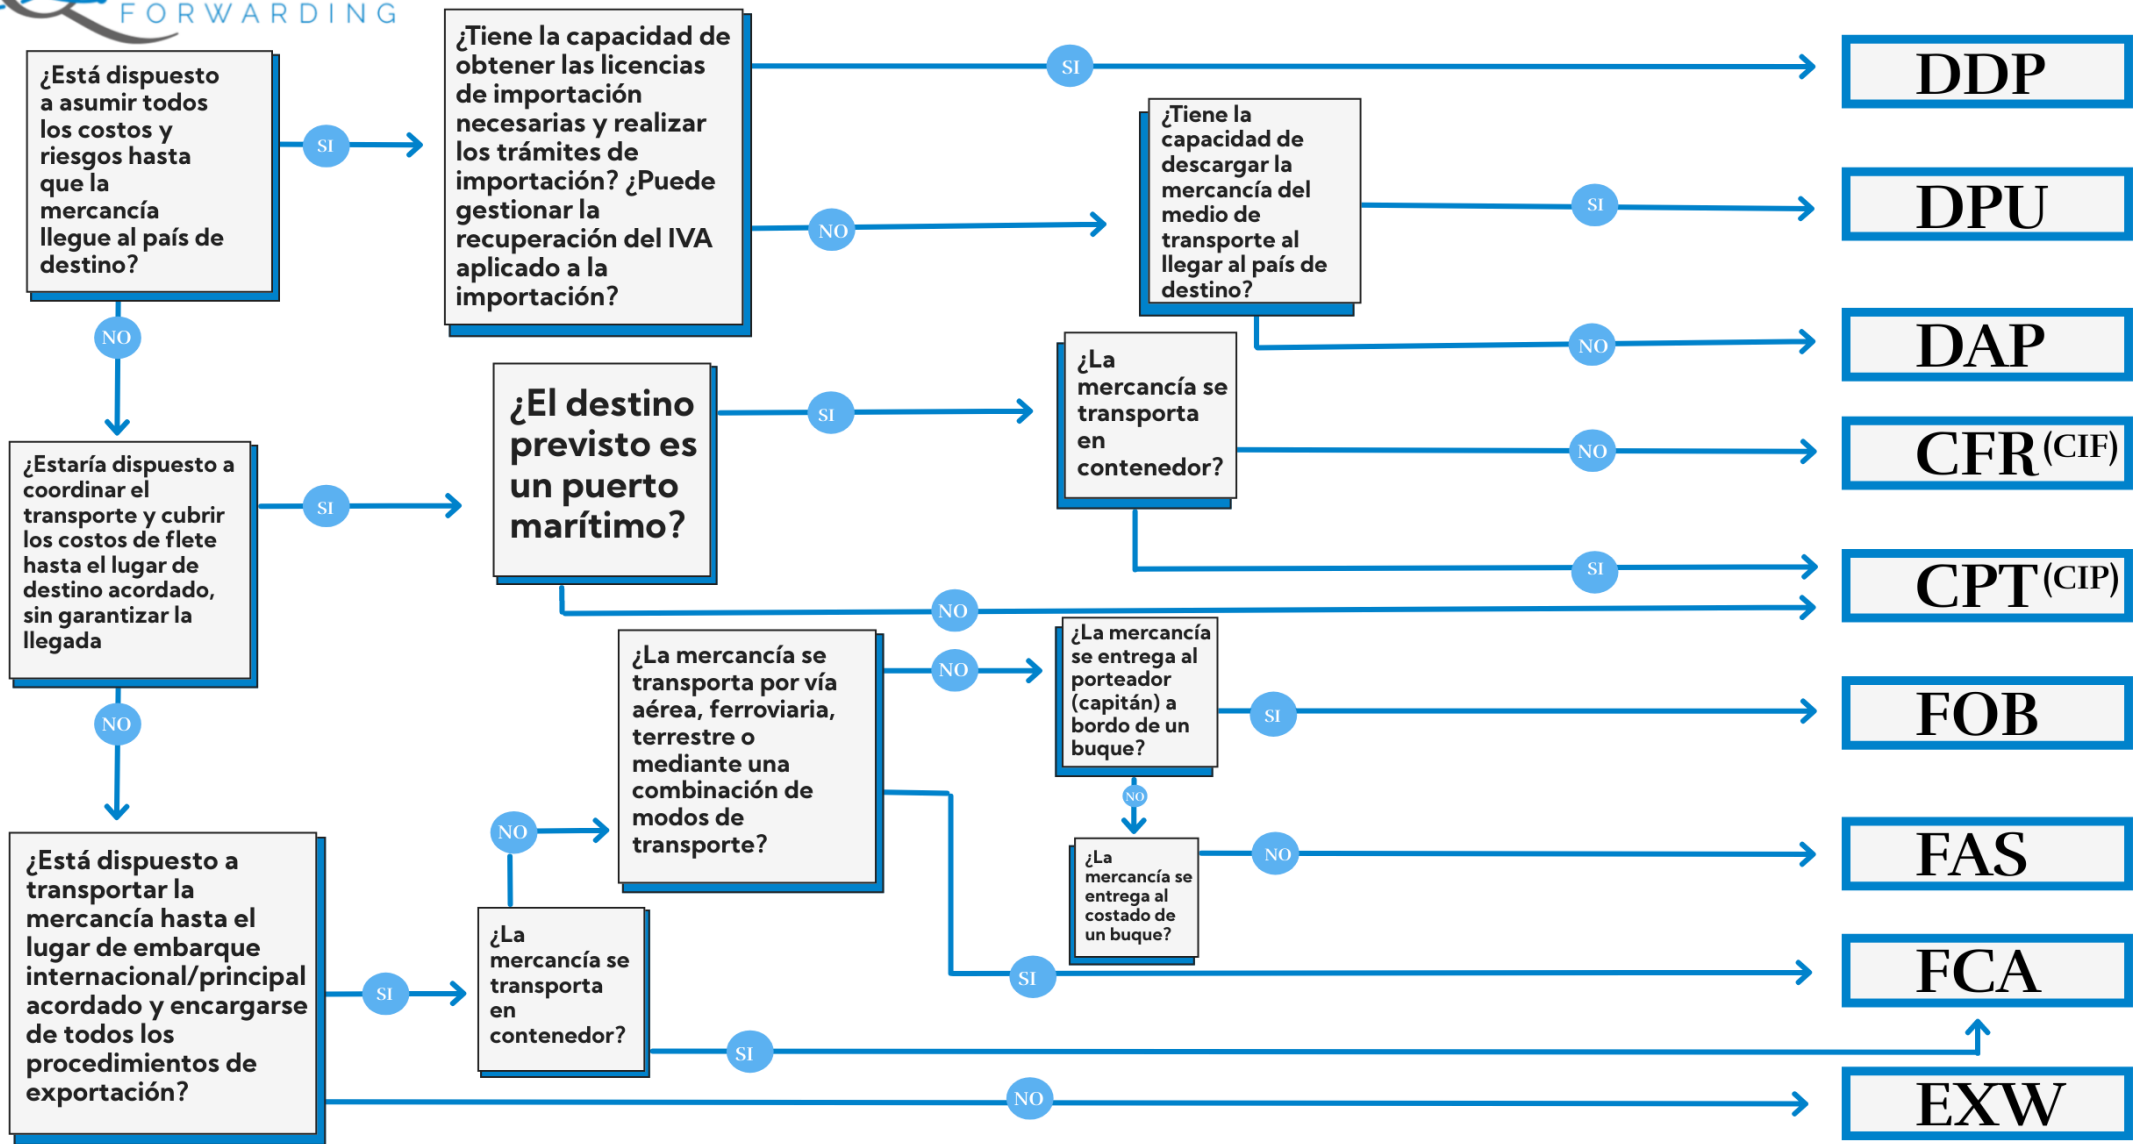 FORWARDING
¿Está dispuesto
a asumir todos
los costos y
riesgos hasta
que la
mercancía
llegue al país de
destino?
SI
NO
¿Tiene la capacidad de
obtener las licencias
de importación
necesarias y realizar
los trámites de
importación? ¿Puede
gestionar la
recuperación del IVA
aplicado a la
importación?
SI
DDP
NO
¿Tiene la
capacidad de
descargar la
mercancía del
medio de
transporte al
llegar al país de
destino?
SI
DPU
NO
DAP
¿Estaría dispuesto a
coordinar el
transporte y cubrir
los costos de flete
hasta el lugar de
destino acordado,
sin garantizar la
llegada
SI
NO
¿El destino
previsto es
un puerto
marítimo?
SI
NO
¿La
mercancía se
transporta
en
contenedor?
NO
CFR (CIF)
SI
CPT (CIP)
¿Está dispuesto a
transportar la
mercancía hasta el
lugar de embarque
internacional/principal
acordado y encargarse
de todos los
procedimientos de
exportación?
SI
NO
¿La
mercancía se
transporta
en
contenedor?
NO
SI
¿La mercancía se
transporta por vía
aérea, ferroviaria,
terrestre o
mediante una
combinación de
modos de
transporte?
NO
SI
¿La mercancía
se entrega al
porteador
(capitán) a
bordo de un
buque?
SI
FOB
NO
¿La
mercancía se
entrega al
costado de
un buque?
NO
FAS
FCA
EXW